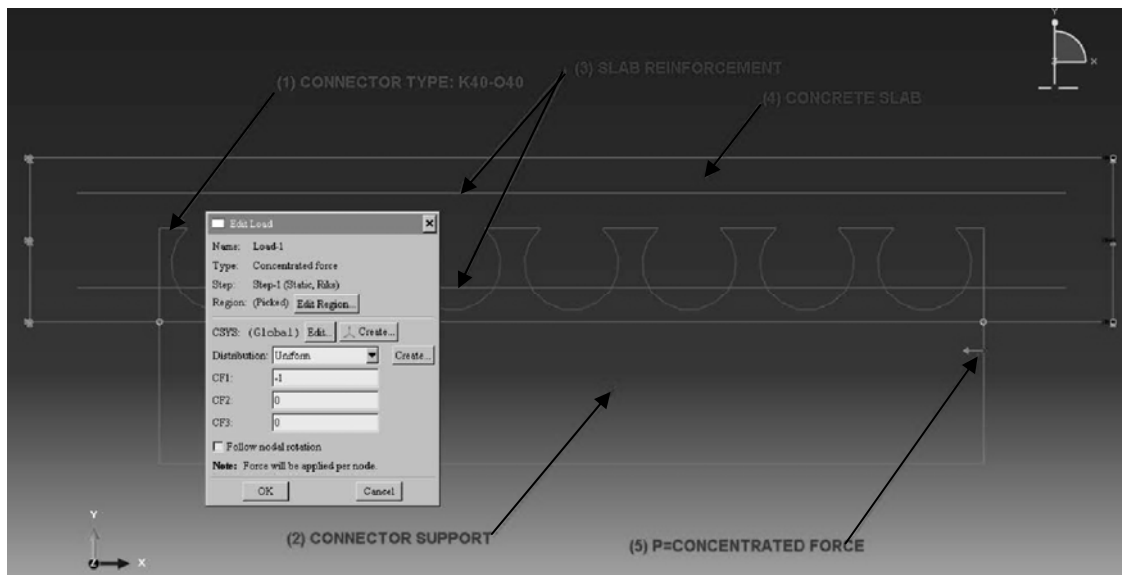 (1) CONNECTOR TYPE: K40-O40
(3) SLAB REINFORCEMENT
(4) CONCRETE SLAB
Y
X
Z
Edit Load
Name: Load-1
Type: Concentrated force
Step: Step-1 (Static, Riks)
Region: (Picked) Edit Region...
CSYS: (Global) Edit... Create...
Distribution: Uniform Create...
CF1: -1
CF2: 0
CF3: 0
Follow nodal rotation
Note: Force will be applied per node.
OK Cancel
(2) CONNECTOR SUPPORT
(5) P=CONCENTRATED FORCE
Y
Z X